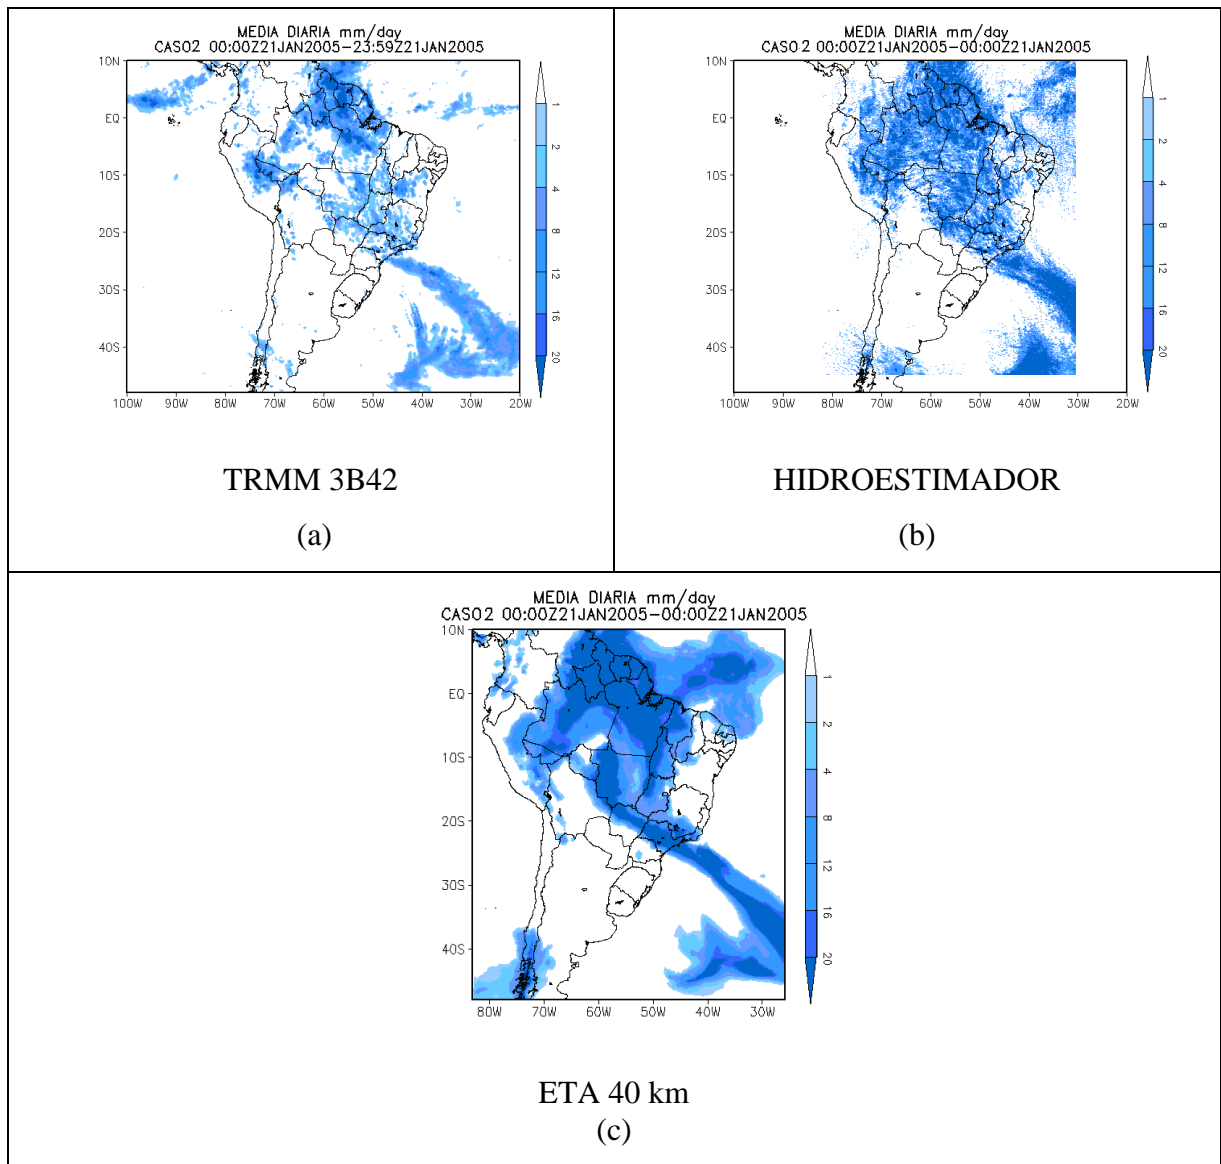 MEDIA DIARIA mm/day
CASO2 00:00Z21JAN2005-23:59Z21JAN2005
10N
EQ
10S
20S
30S
40S
100W 90W 80W 70W 60W 50W 40W 30W 20W
1
2
4
8
12
16
20
TRMM 3B42
(a)
MEDIA DIARIA mm/day
CASO2 00:00Z21JAN2005-00:00Z21JAN2005
10N
EQ
10S
20S
30S
40S
100W 90W 80W 70W 60W 50W 40W 30W 20W
1
2
4
8
12
16
20
HIDROESTIMADOR
(b)
MEDIA DIARIA mm/day
CASO2 00:00Z21JAN2005-00:00Z21JAN2005
10N
EQ
10S
20S
30S
40S
80W 70W 60W 50W 40W 30W
1
2
4
8
12
16
20
ETA 40 km
(c)